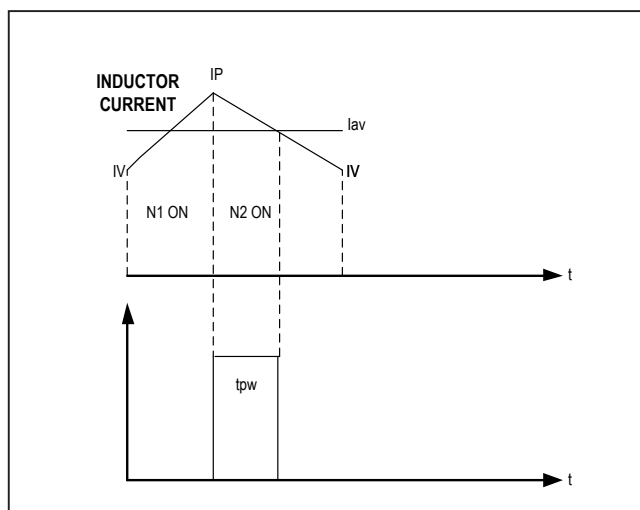 IP
INDUCTOR
CURRENT
Iav
IV
IV
N1 ON
N2 ON
t
tpw
t